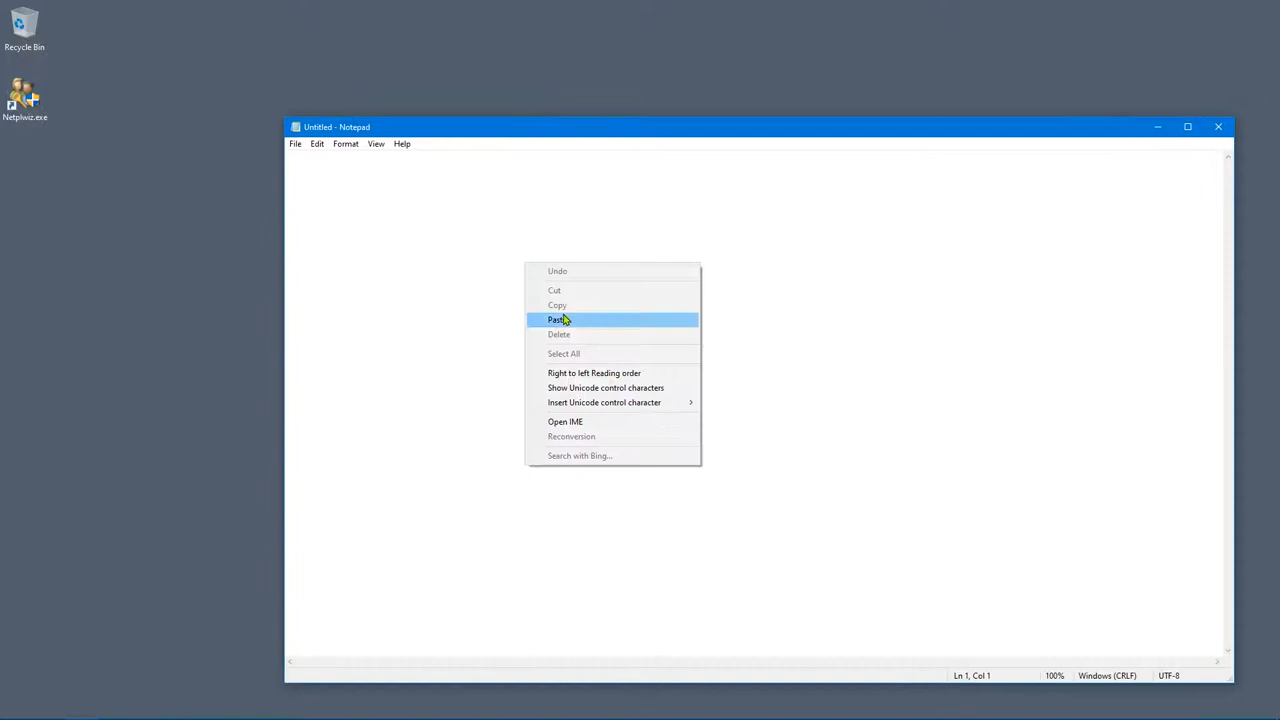 Recycle Bin
Netplwiz.exe
Untitled - Notepad
File Edit Format View Help
Undo
Cut
Copy
Paste
Delete
Select All
Right to left Reading order
Show Unicode control characters
Insert Unicode control character
Open IME
Reconversion
Search with Bing...
Ln 1, Col 1 100% Windows (CRLF) UTF-8